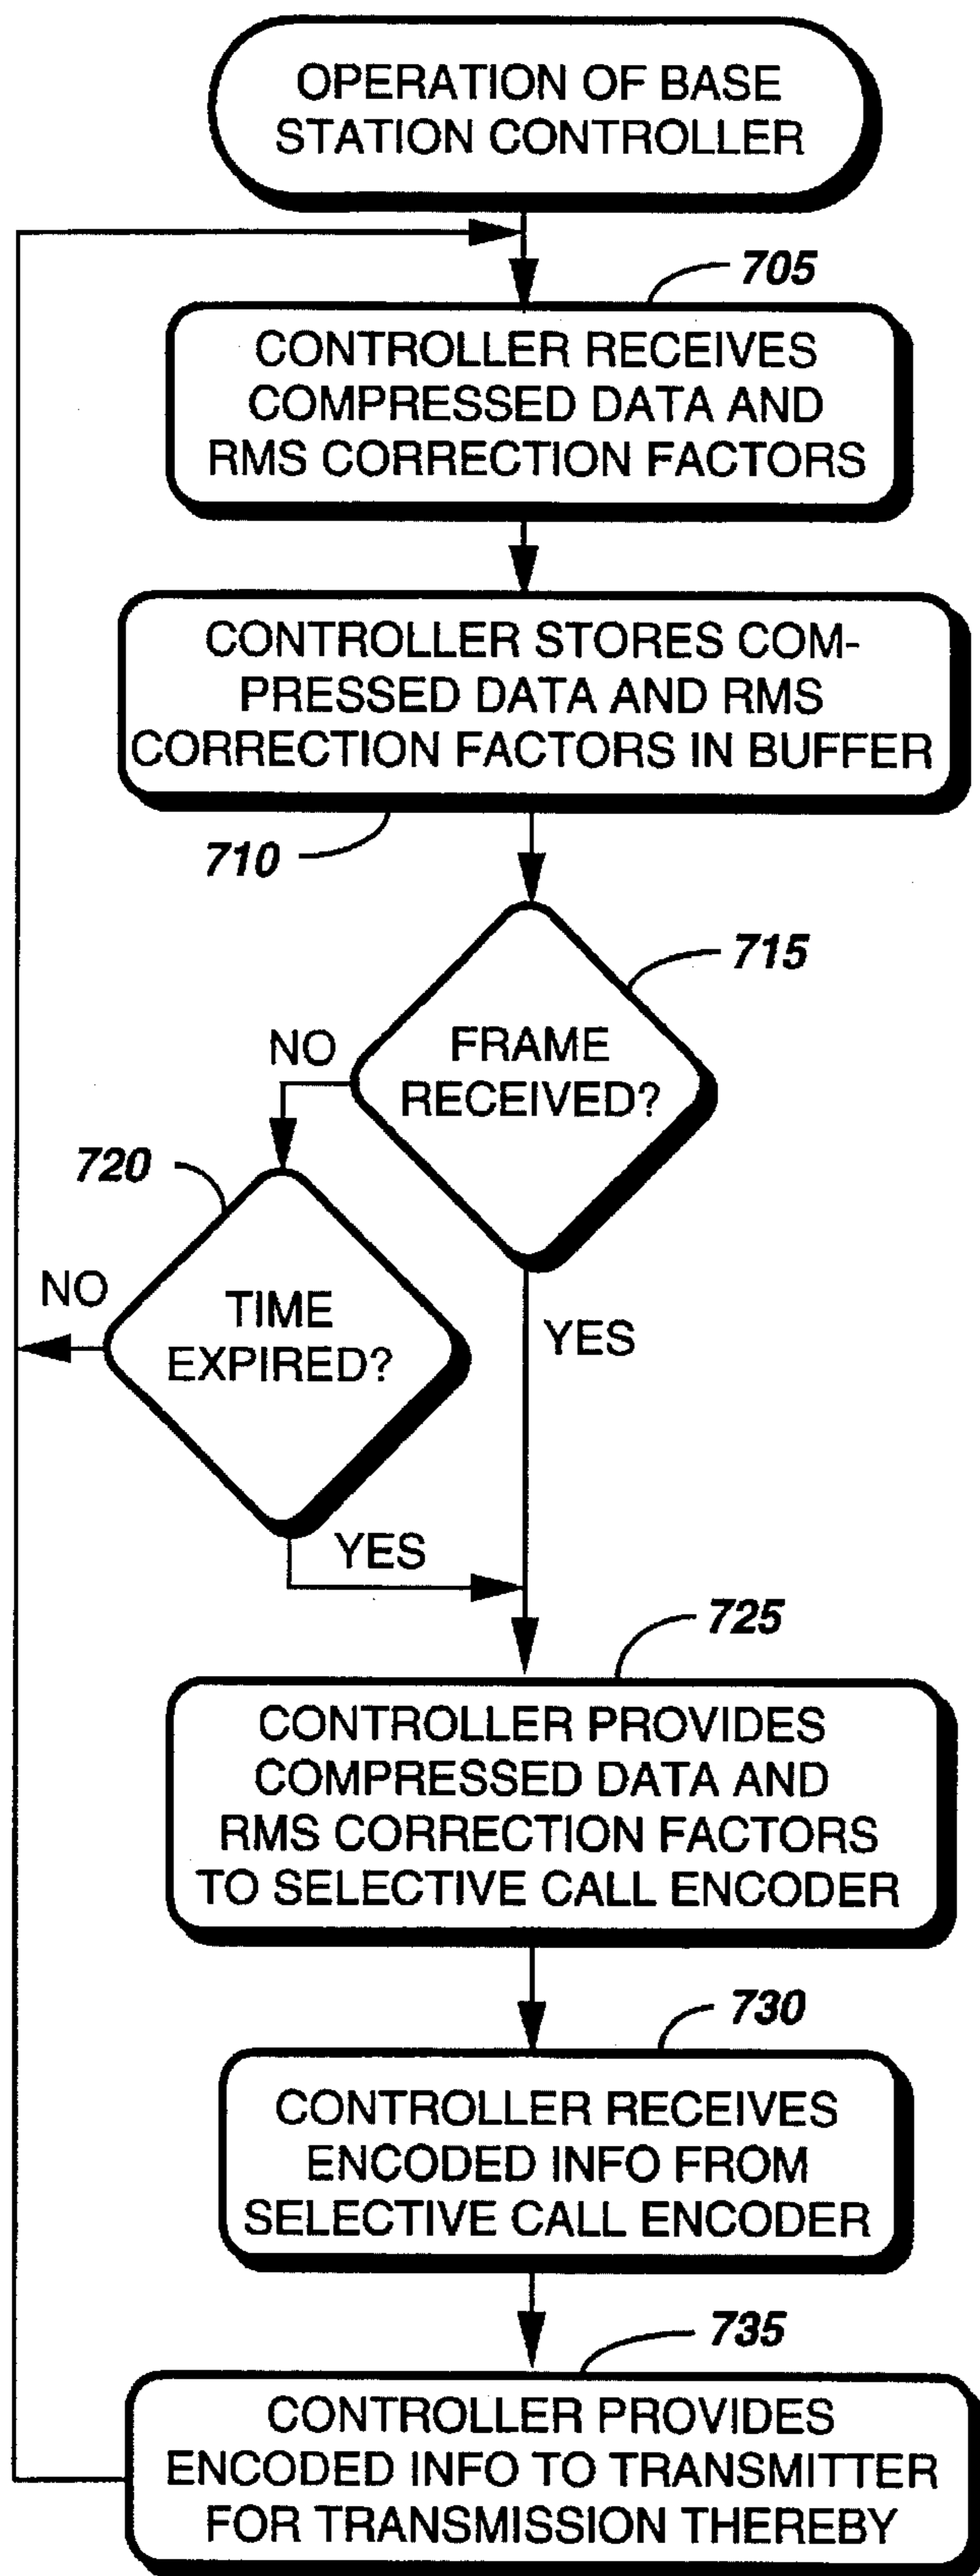 OPERATION OF BASE
STATION CONTROLLER
705
CONTROLLER RECEIVES
COMPRESSED DATA AND
RMS CORRECTION FACTORS
CONTROLLER STORES COM-
PRESSED DATA AND RMS
CORRECTION FACTORS IN BUFFER
710
715
FRAME
RECEIVED?
NO
720
TIME
EXPIRED?
NO
YES
YES
725
CONTROLLER PROVIDES
COMPRESSED DATA AND
RMS CORRECTION FACTORS
TO SELECTIVE CALL ENCODER
730
CONTROLLER RECEIVES
ENCODED INFO FROM
SELECTIVE CALL ENCODER
735
CONTROLLER PROVIDES
ENCODED INFO TO TRANSMITTER
FOR TRANSMISSION THEREBY